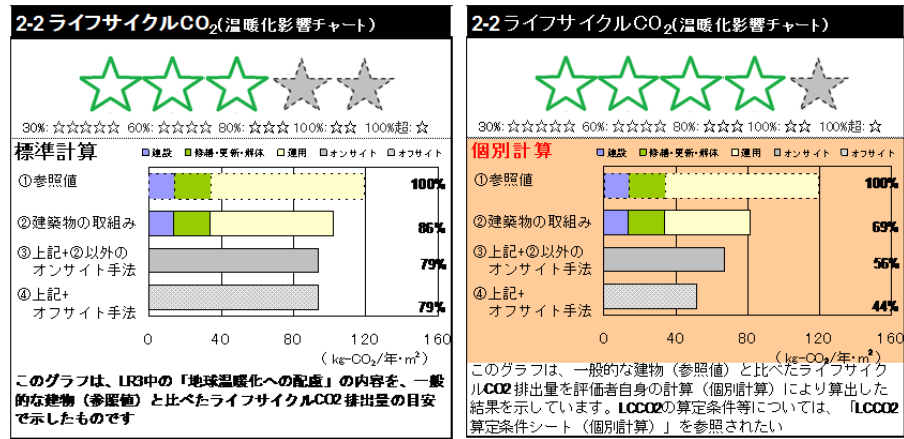 2-2 ライフサイクルCO₂(温暖化影響チャート)
30%: ☆☆☆☆☆ 60%: ☆☆☆☆ 80%: ☆☆☆ 100%: ☆☆ 100%超: ☆
標準計算
建設 修繕・更新・解体 運用 オンサイト オフサイト
①参照値 100%
②建築物の取組み 86%
③上記+②以外の
オンサイト手法 79%
④上記+
オフサイト手法 79%
0 40 80 120 160
(kg-CO₂/年・m²)
このグラフは、LR3中の「地球温暖化への配慮」の内容を、一般
的な建物(参照値)と比べたライフサイクルCO2 排出量の目安
で示したものです
2-2 ライフサイクルCO₂(温暖化影響チャート)
30%: ☆☆☆☆☆ 60%: ☆☆☆☆ 80%: ☆☆☆ 100%: ☆☆ 100%超: ☆
個別計算
建設 修繕・更新・解体 運用 オンサイト オフサイト
①参照値 100%
②建築物の取組み 69%
③上記+②以外の
オンサイト手法 56%
④上記+
オフサイト手法 44%
0 40 80 120 160
(kg-CO₂/年・m²)
このグラフは、一般的な建物(参照値)と比べたライフサイク
ルCO2 排出量を評価者自身の計算(個別計算)により算出した
結果を示しています。LCCO2の算定条件等については、「LCCO2
算定条件シート(個別計算)」を参照されたい